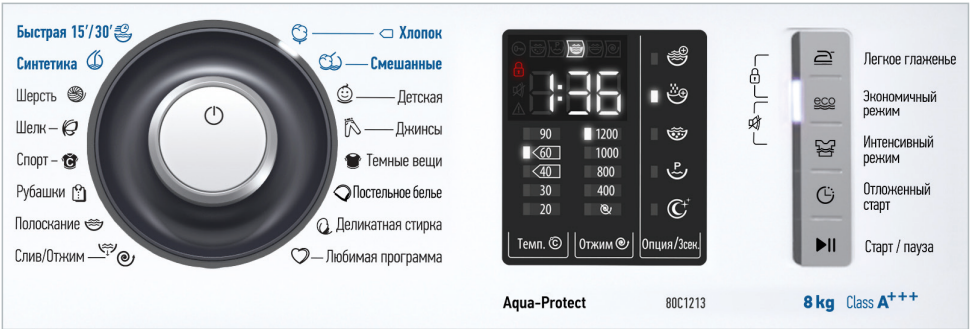 Быстрая 15'/30'
Синтетика
Шерсть
Шелк
Спорт
Рубашки
Полоскание
Слив/Отжим
Хлопок
Смешанные
Детская
Джинсы
Темные вещи
Постельное белье
Деликатная стирка
Любимая программа
1:36
90
60
40
30
20
1200
1000
800
400
P
Темп. ©
Отжим
Опция/3сек.
eco
Легкое глаженье
Экономичный
режим
Интенсивный
режим
Отложенный
старт
Старт / пауза
Aqua-Protect
80C1213
8 kg Class A+++